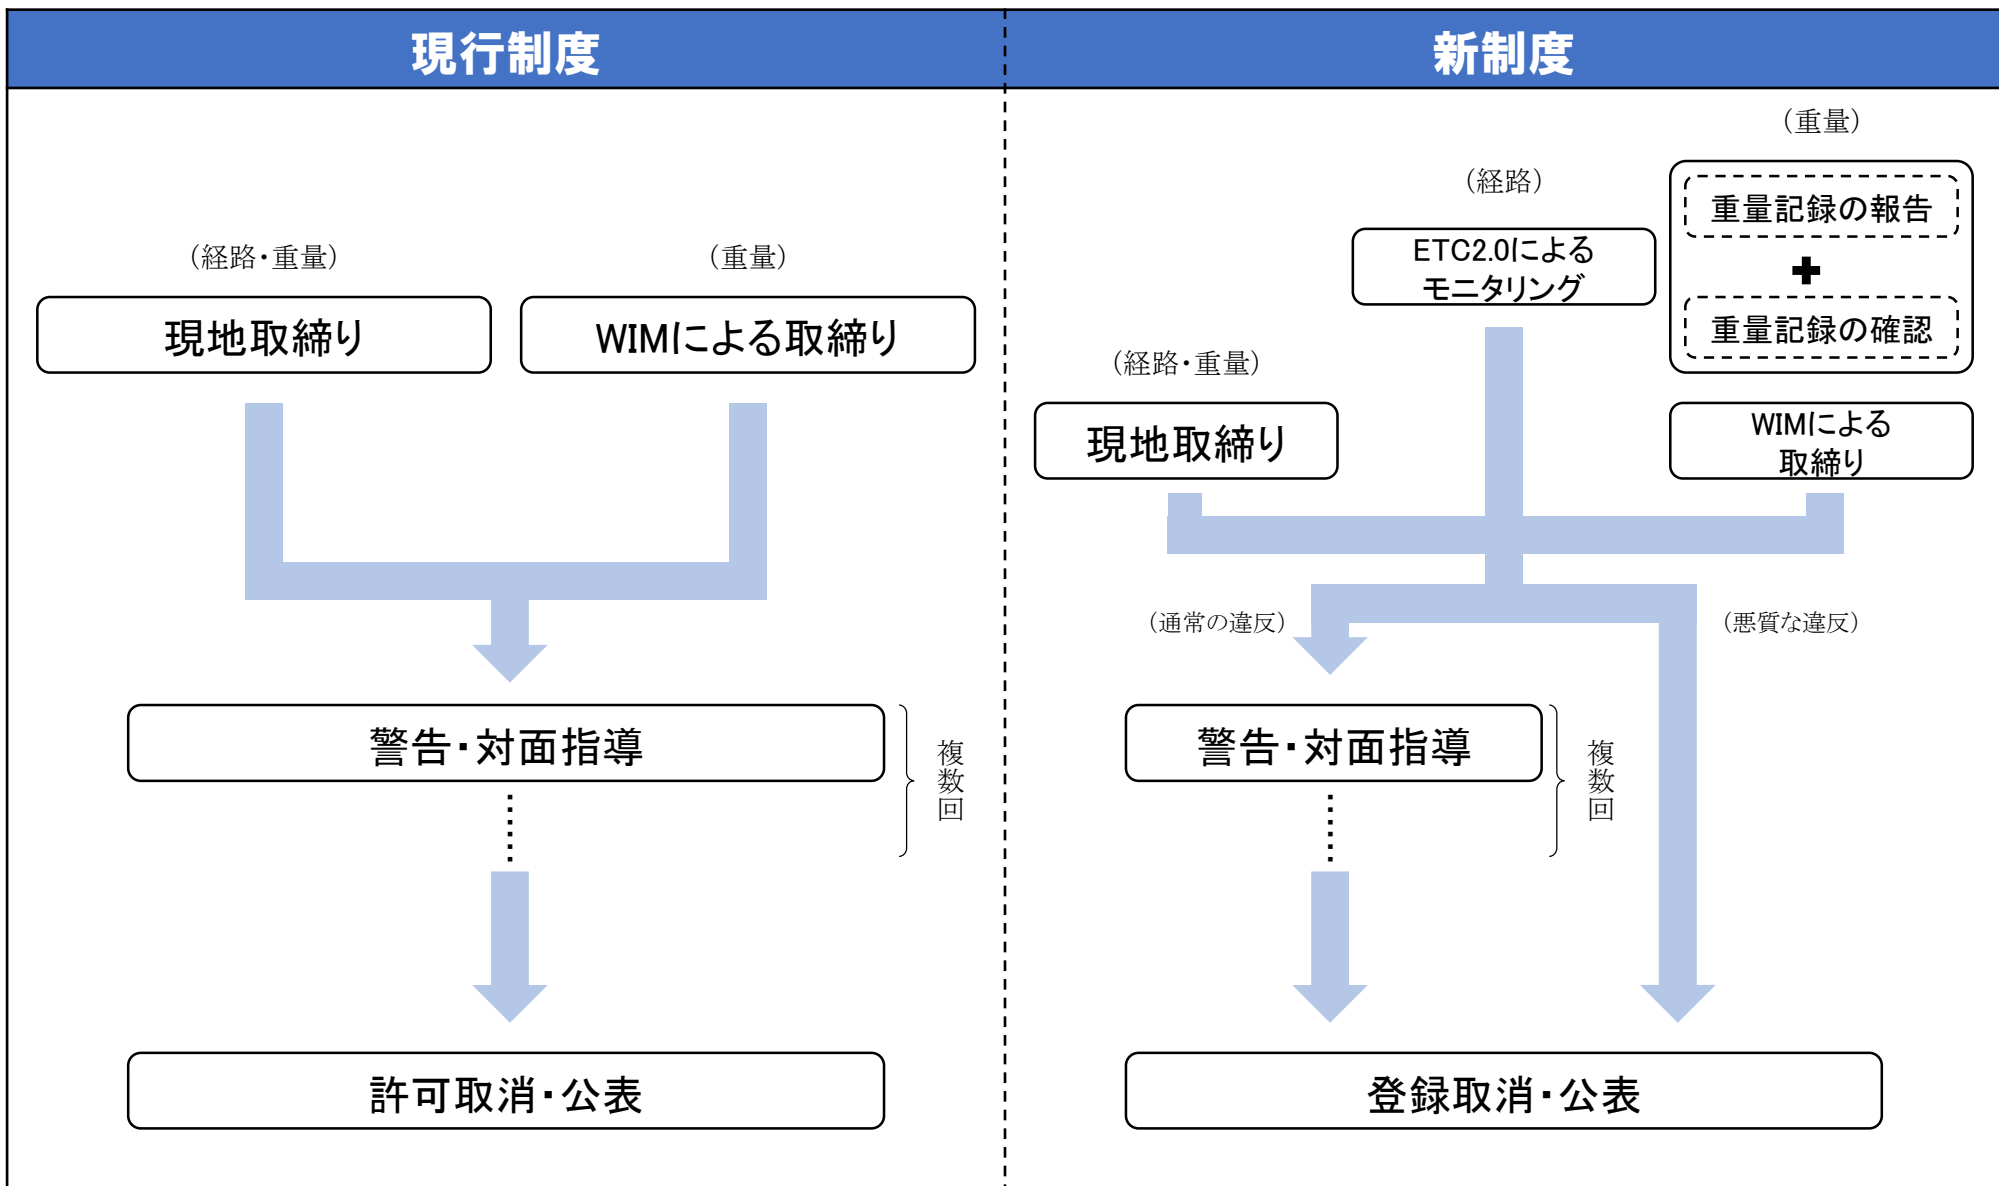 現行制度
新制度
（経路・重量）
（重量）
現地取締り
WIMによる取締り
警告・対面指導
複数回
許可取消・公表
（重量）
（経路）
重量記録の報告
＋
重量記録の確認
ETC2.0による
モニタリング
（経路・重量）
現地取締り
WIMによる
取締り
（通常の違反）
（悪質な違反）
警告・対面指導
複数回
登録取消・公表